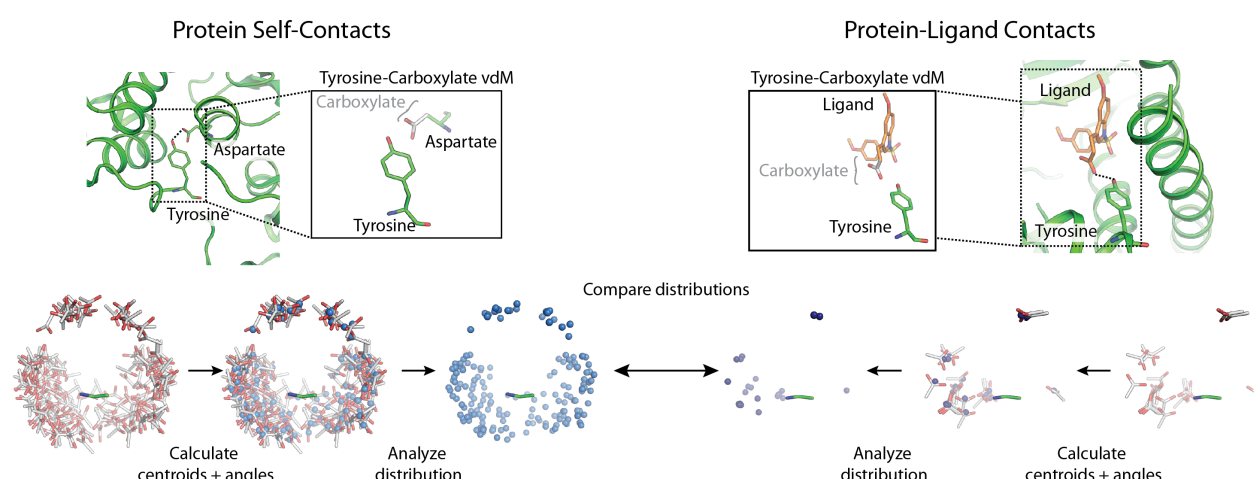 Protein Self-Contacts
Protein-Ligand Contacts
Tyrosine-Carboxylate vdM
Carboxylate
Aspartate
Tyrosine
Aspartate
Tyrosine
Tyrosine-Carboxylate vdM
Ligand
Carboxylate
Tyrosine
Ligand
Tyrosine
Compare distributions
Calculate
centroids + angles
Analyze
distribution
Analyze
distribution
Calculate
centroids + angles